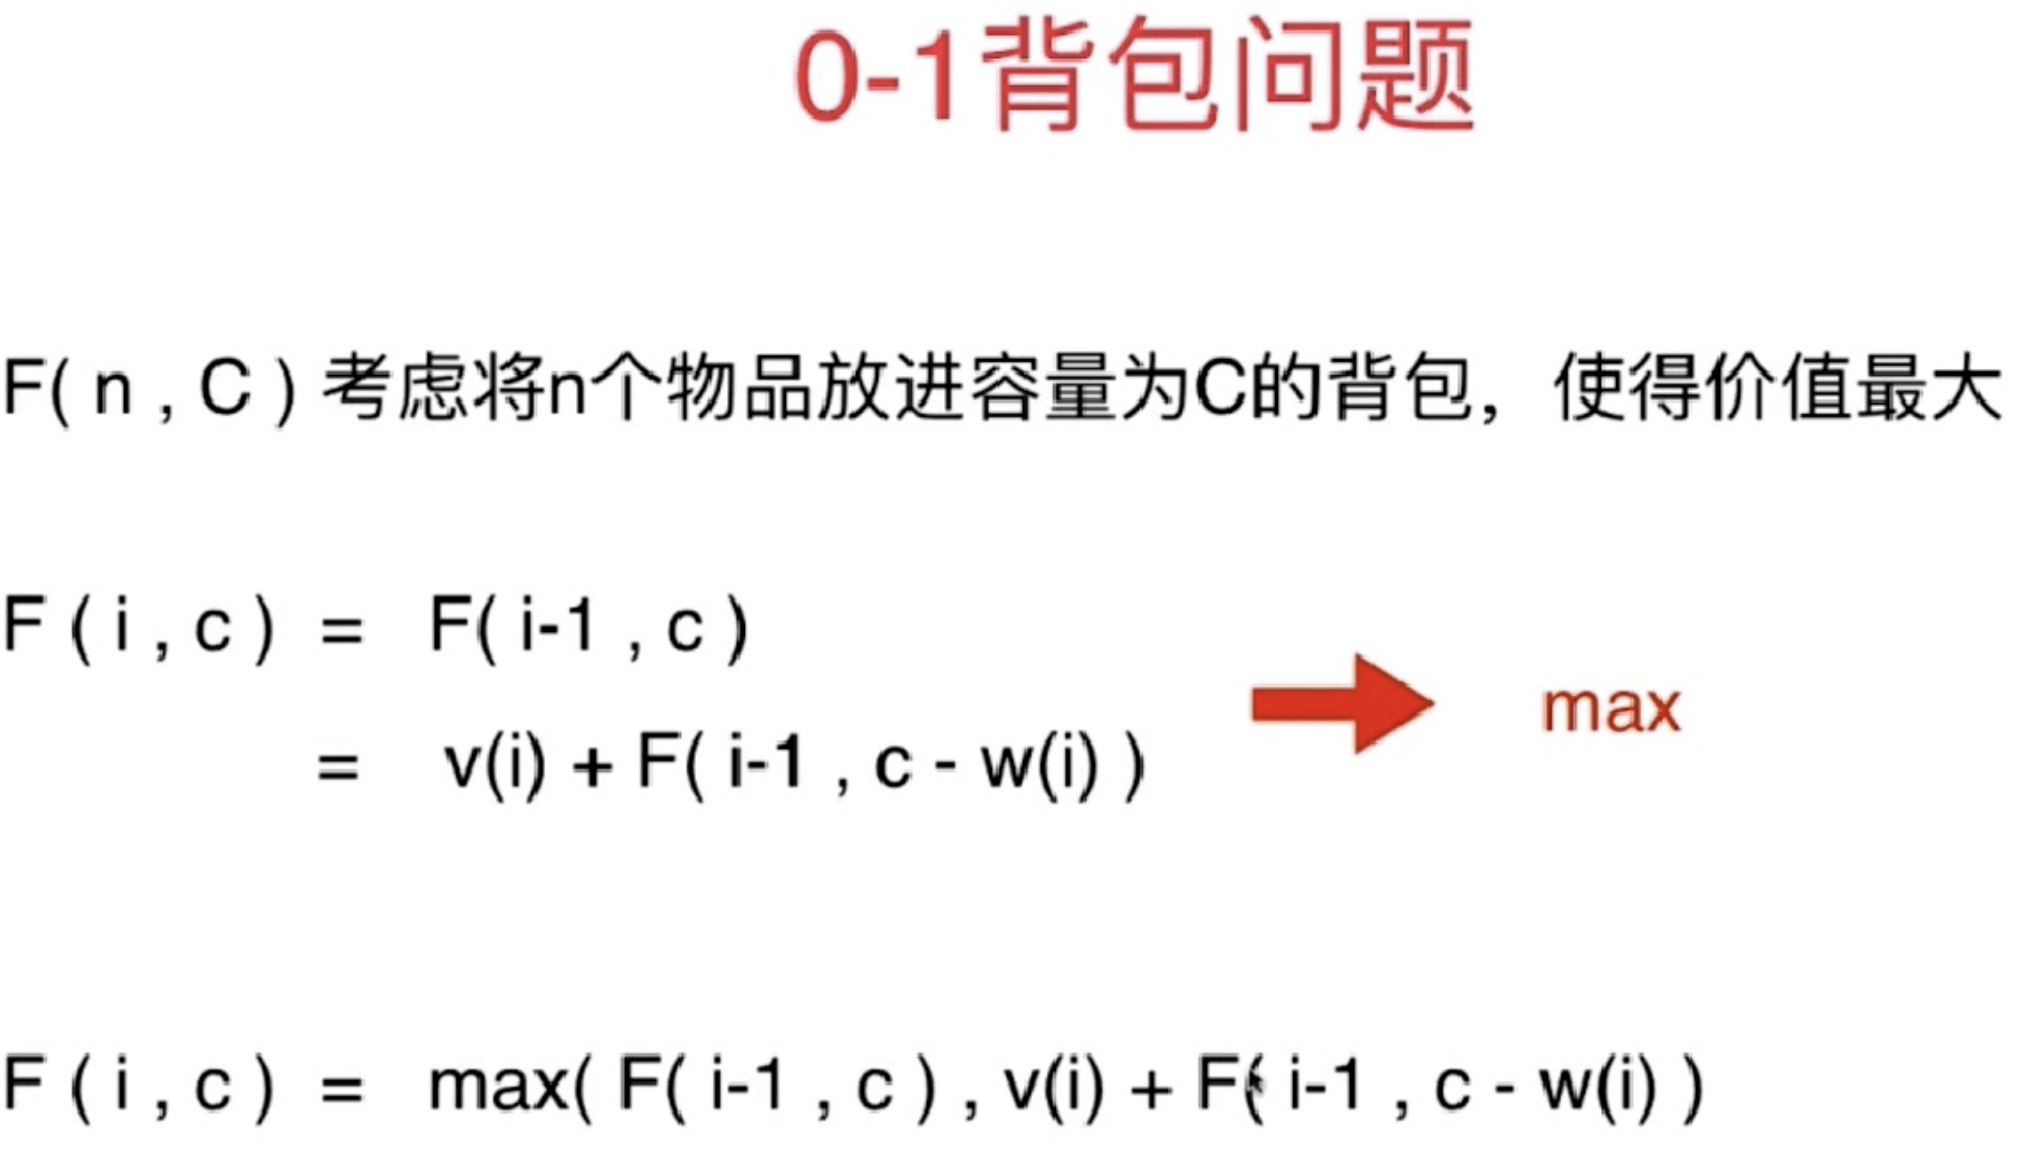 0-1背包问题
F( n , C ) 考虑将n个物品放进容量为C的背包，使得价值最大
F ( i , c ) = F( i-1 , c )
= v(i) + F( i-1 , c - w(i) )
max
F ( i , c ) = max( F( i-1 , c ) , v(i) + F( i-1 , c - w(i) )